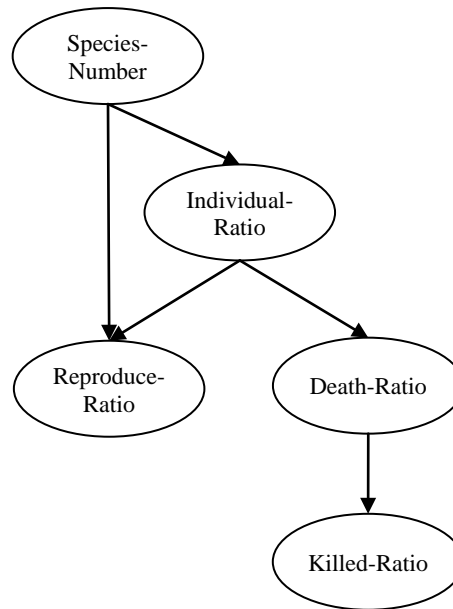 Species-
Number
Individual-
Ratio
Reproduce-
Ratio
Death-Ratio
Killed-Ratio